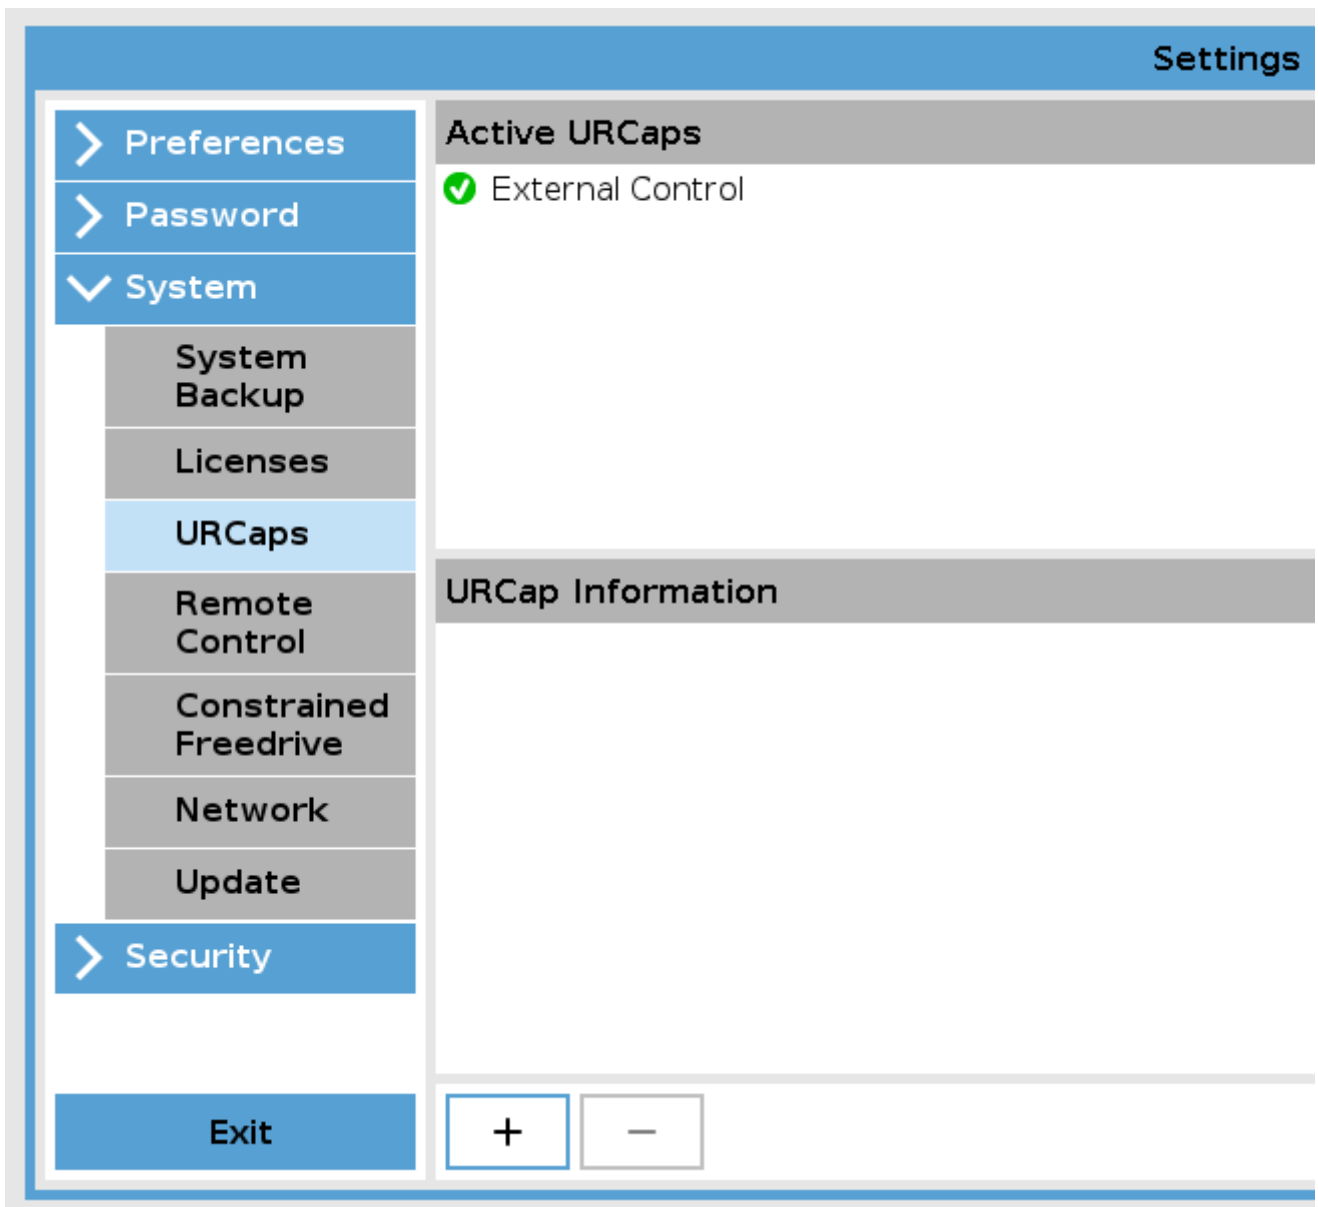 Settings
Preferences
Password
System
System
Backup
Licenses
URCaps
Remote
Control
Constrained
Freedrive
Network
Update
Security
Exit
Active URCaps
External Control
URCap Information
+
−